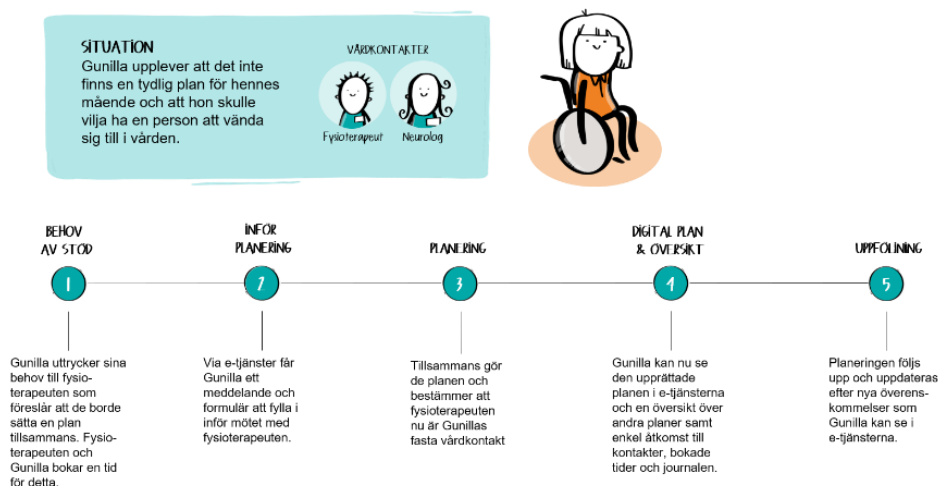 SITUATION
Gunilla upplever att det inte
finns en tydlig plan för hennes
mående och att hon skulle
vilja ha en person att vända
sig till i vården.
VÅRDKONTAKTER
Fysioterapeut
Neurolog
BEHOV
AV STÖD
INFÖR
PLANERING
PLANERING
DIGITAL PLAN
& ÖVERSIKT
UPPFÖLJNING
1
2
3
4
5
Gunilla uttrycker sina
behov till fysio-
terapeuten som
föreslår att de borde
sätta en plan
tillsammans. Fysio-
terapeuten och
Gunilla bokar en tid
för detta.
Via e-tjänster får
Gunilla ett
meddelande och
formulär att fylla i
inför mötet med
fysioterapeuten.
Tillsammans gör
de planen och
bestämmer att
fysioterapeuten
nu är Gunillas
fasta vårdkontakt
Gunilla kan nu se
den upprättade
planen i e-tjänsterna
och en översikt över
andra planer samt
enkel åtkomst till
kontakter, bokade
tider och journalen.
Planeringen följs
upp och uppdateras
efter nya överens-
kommelser som
Gunilla kan se i
e-tjänsterna.